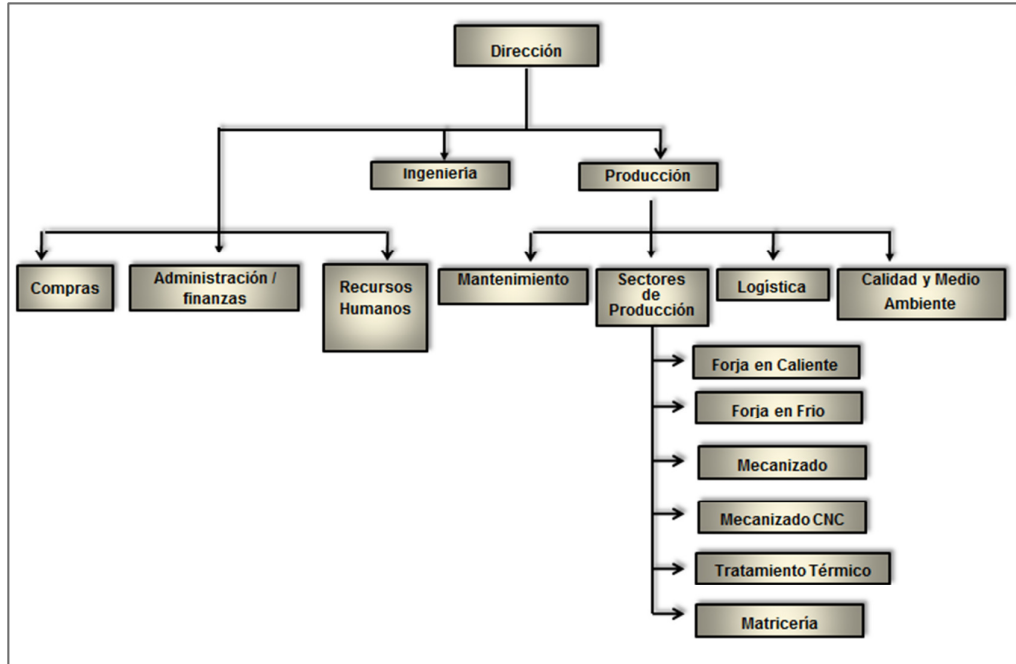 Dirección
Ingeniería
Producción
Compras
Administración /
finanzas
Recursos
Humanos
Mantenimiento
Sectores
de
Producción
Logística
Calidad y Medio
Ambiente
Forja en Caliente
Forja en Frio
Mecanizado
Mecanizado CNC
Tratamiento Térmico
Matricería